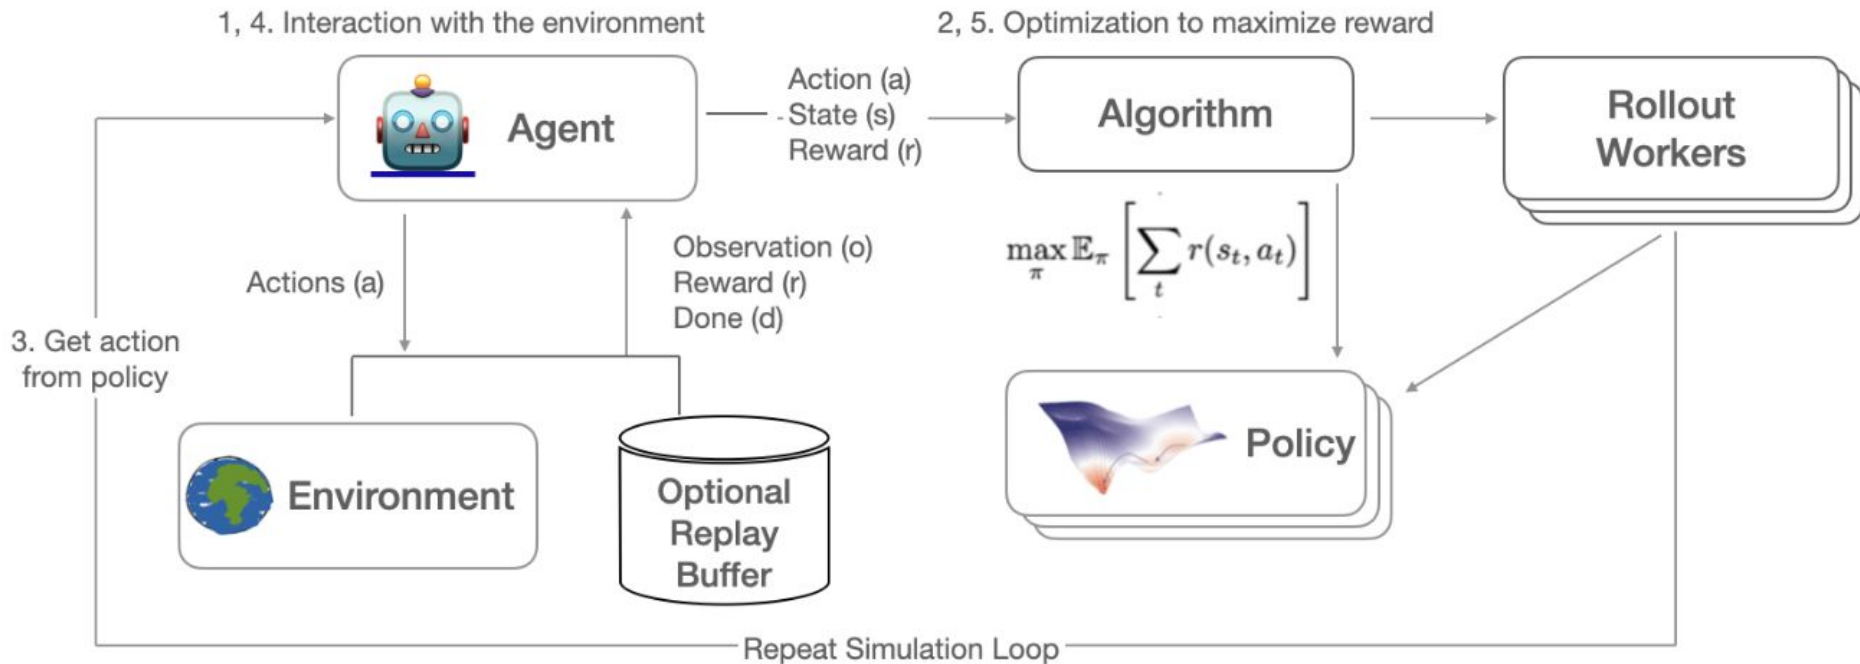 1, 4. Interaction with the environment
2, 5. Optimization to maximize reward
Agent
Action (a)
State (s)
Reward (r)
Algorithm
Rollout
Workers
Actions (a)
Observation (o)
Reward (r)
Done (d)
max_π 𝔼_π [∑_t r(s_t, a_t)]
3. Get action
from policy
Environment
Optional
Replay
Buffer
Policy
Repeat Simulation Loop